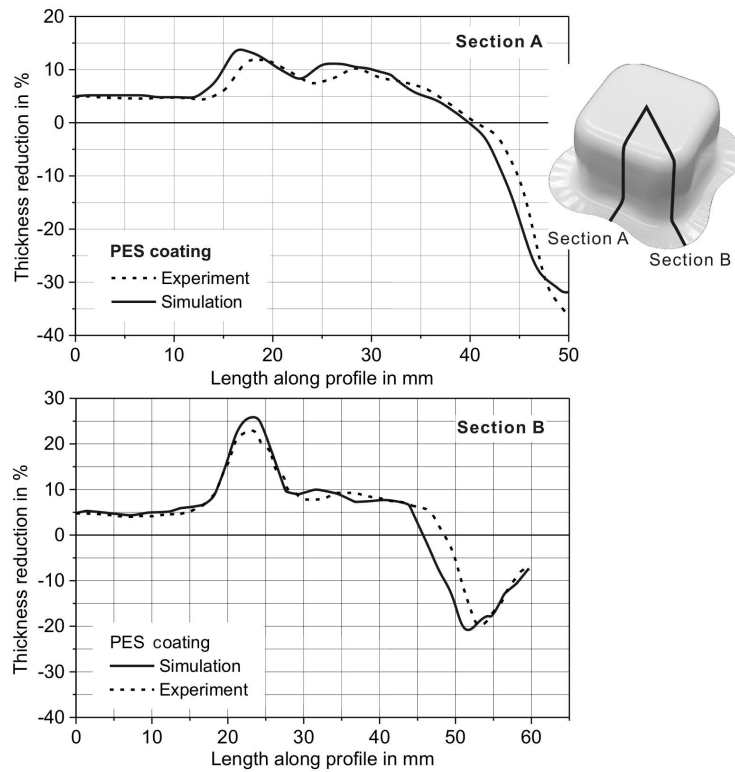 20
10
0
-10
-20
-30
-40
Thickness reduction in %
Section A
PES coating
Experiment
Simulation
0 10 20 30 40 50
Length along profile in mm
Section A
Section B
30
20
10
0
-10
-20
-30
-40
Thickness reduction in %
Section B
PES coating
Simulation
Experiment
0 10 20 30 40 50 60
Length along profile in mm